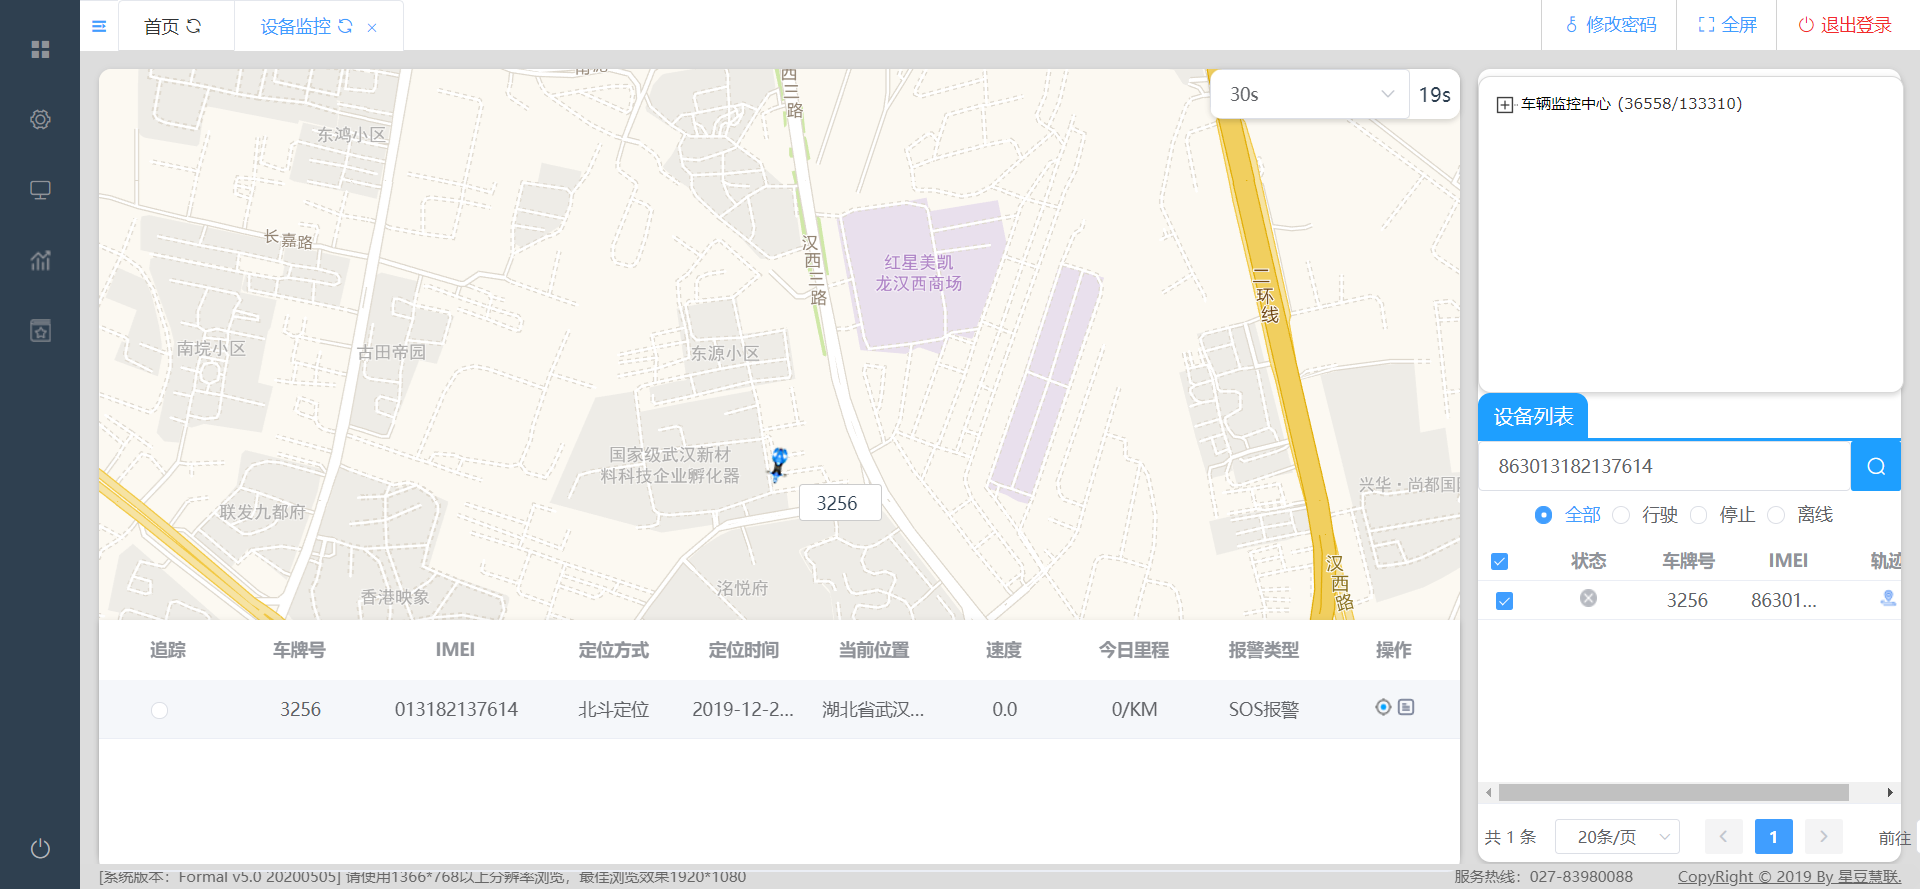 首页
设备监控
修改密码
全屏
退出登录
西三路
30s
19s
东鸿小区
长嘉路
汉西三路
红星美凯
龙汉西商场
二环线
南垸小区
古田帝园
东源小区
国家级武汉新材
料科技企业孵化器
3256
联发九都府
兴华·尚都国
汉西路
香港映象
洺悦府
车辆监控中心 (36558/133310)
设备列表
863013182137614
全部 行驶 停止 离线
状态 车牌号 IMEI 轨迹
3256 86301...
追踪 车牌号 IMEI 定位方式 定位时间 当前位置 速度 今日里程 报警类型 操作
3256 013182137614 北斗定位 2019-12-2... 湖北省武汉... 0.0 0/KM SOS报警
共 1 条 20条/页 1 前往
[系统版本：Formal v5.0 20200505] 请使用1366*768以上分辨率浏览，最佳浏览效果1920*1080
服务热线：027-83980088 CopyRight © 2019 By 星豆慧联.